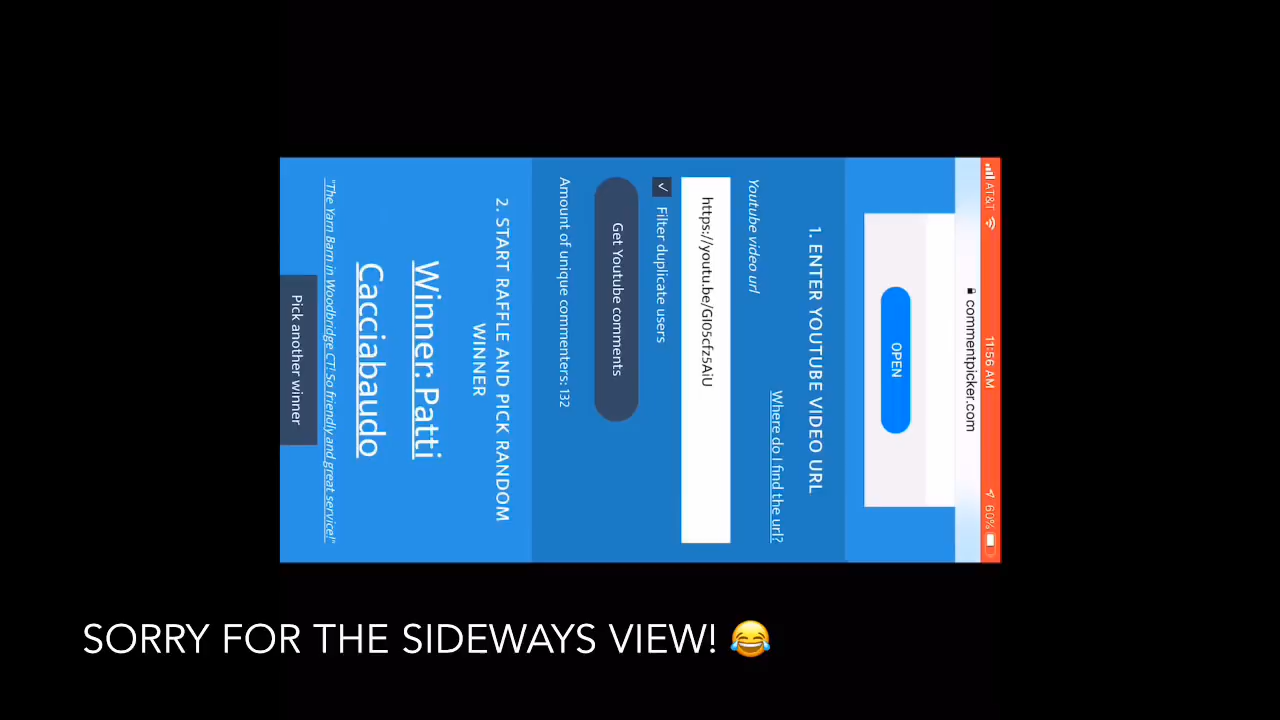 AT&T 11:56 AM 60%
commentpicker.com
OPEN
1. ENTER YOUTUBE VIDEO URL
Where do I find the url?
Youtube video url
https://youtu.be/GI05cfz5AiU
Filter duplicate users
Get Youtube comments
Amount of unique commenters: 132
2. START RAFFLE AND PICK RANDOM
WINNER
Winner: Patti
Cacciabaudo
"The Yarn Barn in Woodbridge CT! So friendly and great service!"
Pick another winner
SORRY FOR THE SIDEWAYS VIEW! 😂